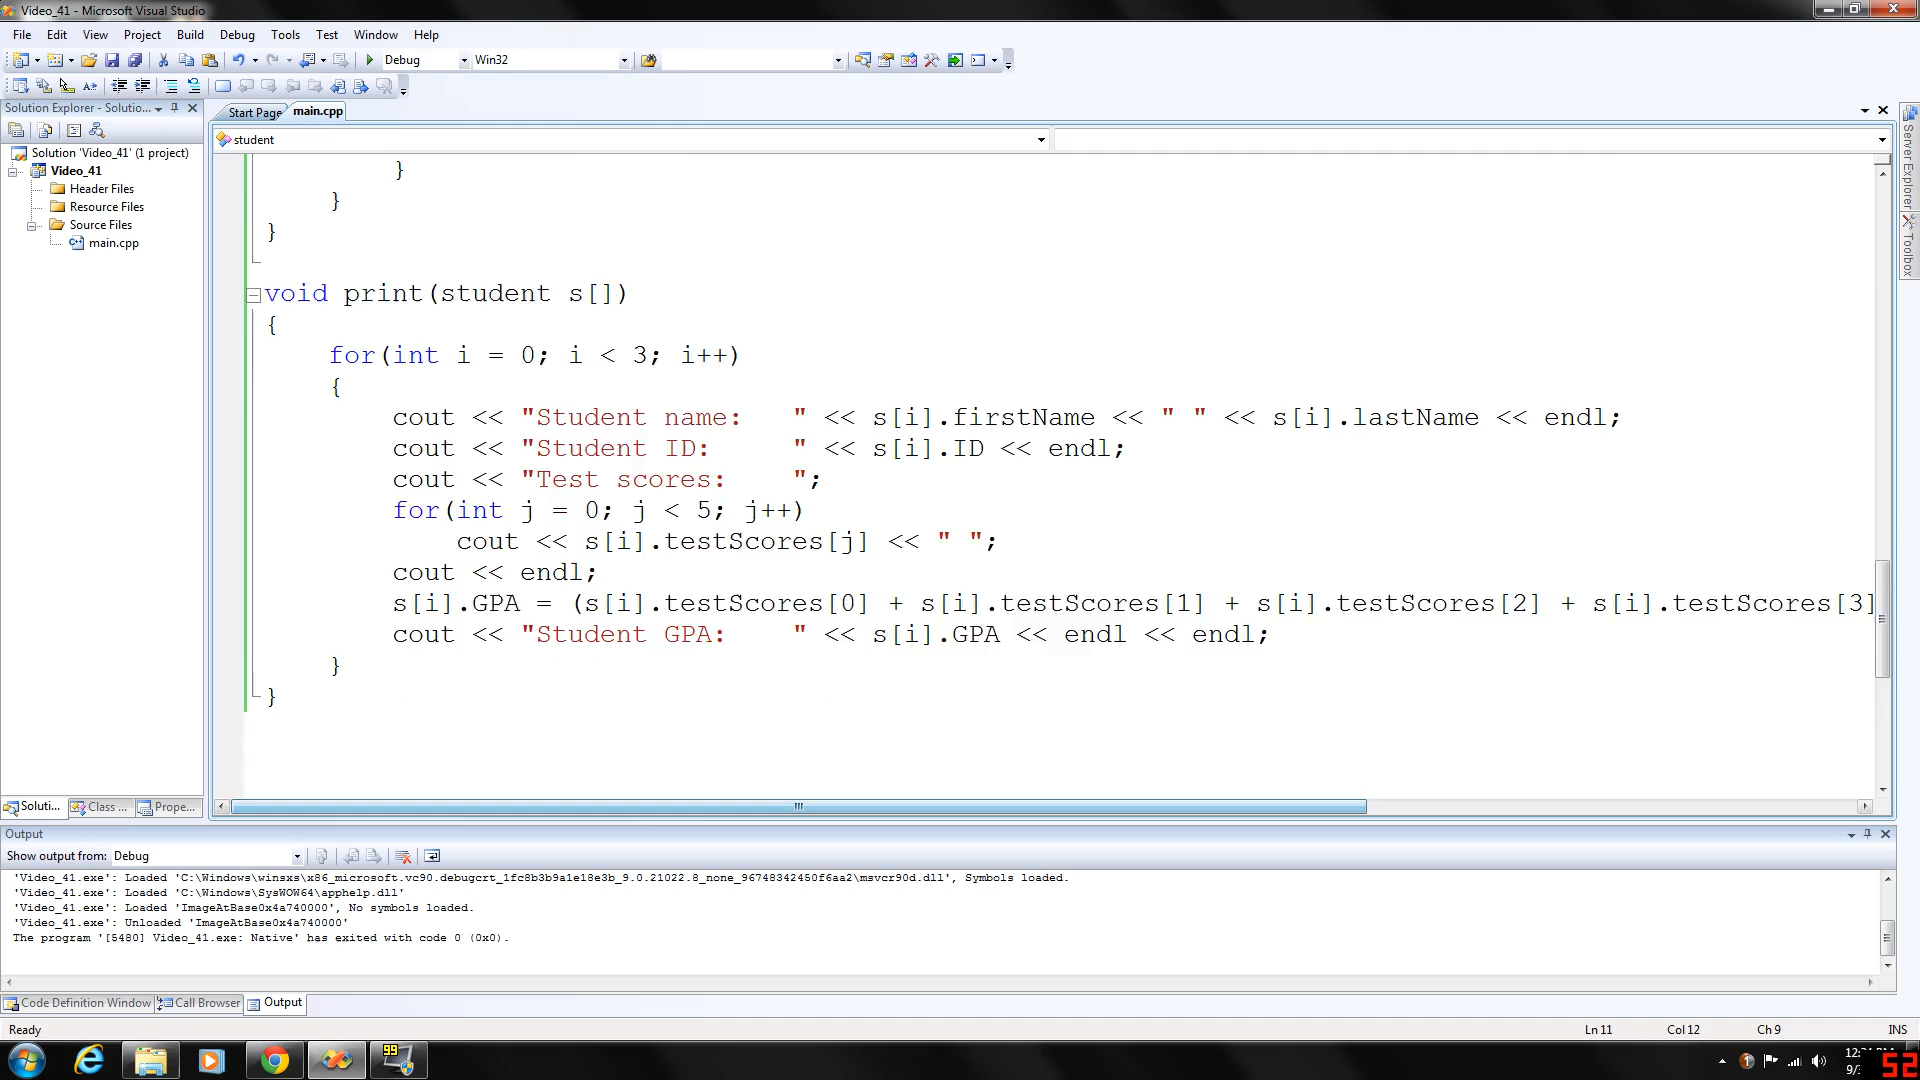 Video_41 - Microsoft Visual Studio
File Edit View Project Build Debug Tools Test Window Help
Debug Win32
Solution Explorer - Solutio...
Start Page main.cpp
student
Solution 'Video_41' (1 project)
Video_41
Header Files
Resource Files
Source Files
main.cpp
}
}
}
void print(student s[])
{
for(int i = 0; i < 3; i++)
{
cout << "Student name:   " << s[i].firstName << " " << s[i].lastName << endl;
cout << "Student ID:     " << s[i].ID << endl;
cout << "Test scores:    ";
for(int j = 0; j < 5; j++)
cout << s[i].testScores[j] << " ";
cout << endl;
s[i].GPA = (s[i].testScores[0] + s[i].testScores[1] + s[i].testScores[2] + s[i].testScores[3]
cout << "Student GPA:    " << s[i].GPA << endl << endl;
}
}
Server Explorer
Toolbox
Soluti... Class ... Prope...
Output
Show output from: Debug
'Video_41.exe': Loaded 'C:\Windows\winsxs\x86_microsoft.vc90.debugcrt_1fc8b3b9a1e18e3b_9.0.21022.8_none_96748342450f6aa2\msvcr90d.dll', Symbols loaded.
'Video_41.exe': Loaded 'C:\Windows\SysWOW64\apphelp.dll'
'Video_41.exe': Loaded 'ImageAtBase0x4a740000', No symbols loaded.
'Video_41.exe': Unloaded 'ImageAtBase0x4a740000'
The program '[5480] Video_41.exe: Native' has exited with code 0 (0x0).
Code Definition Window Call Browser Output
Ready Ln 11 Col 12 Ch 9 INS
99
52